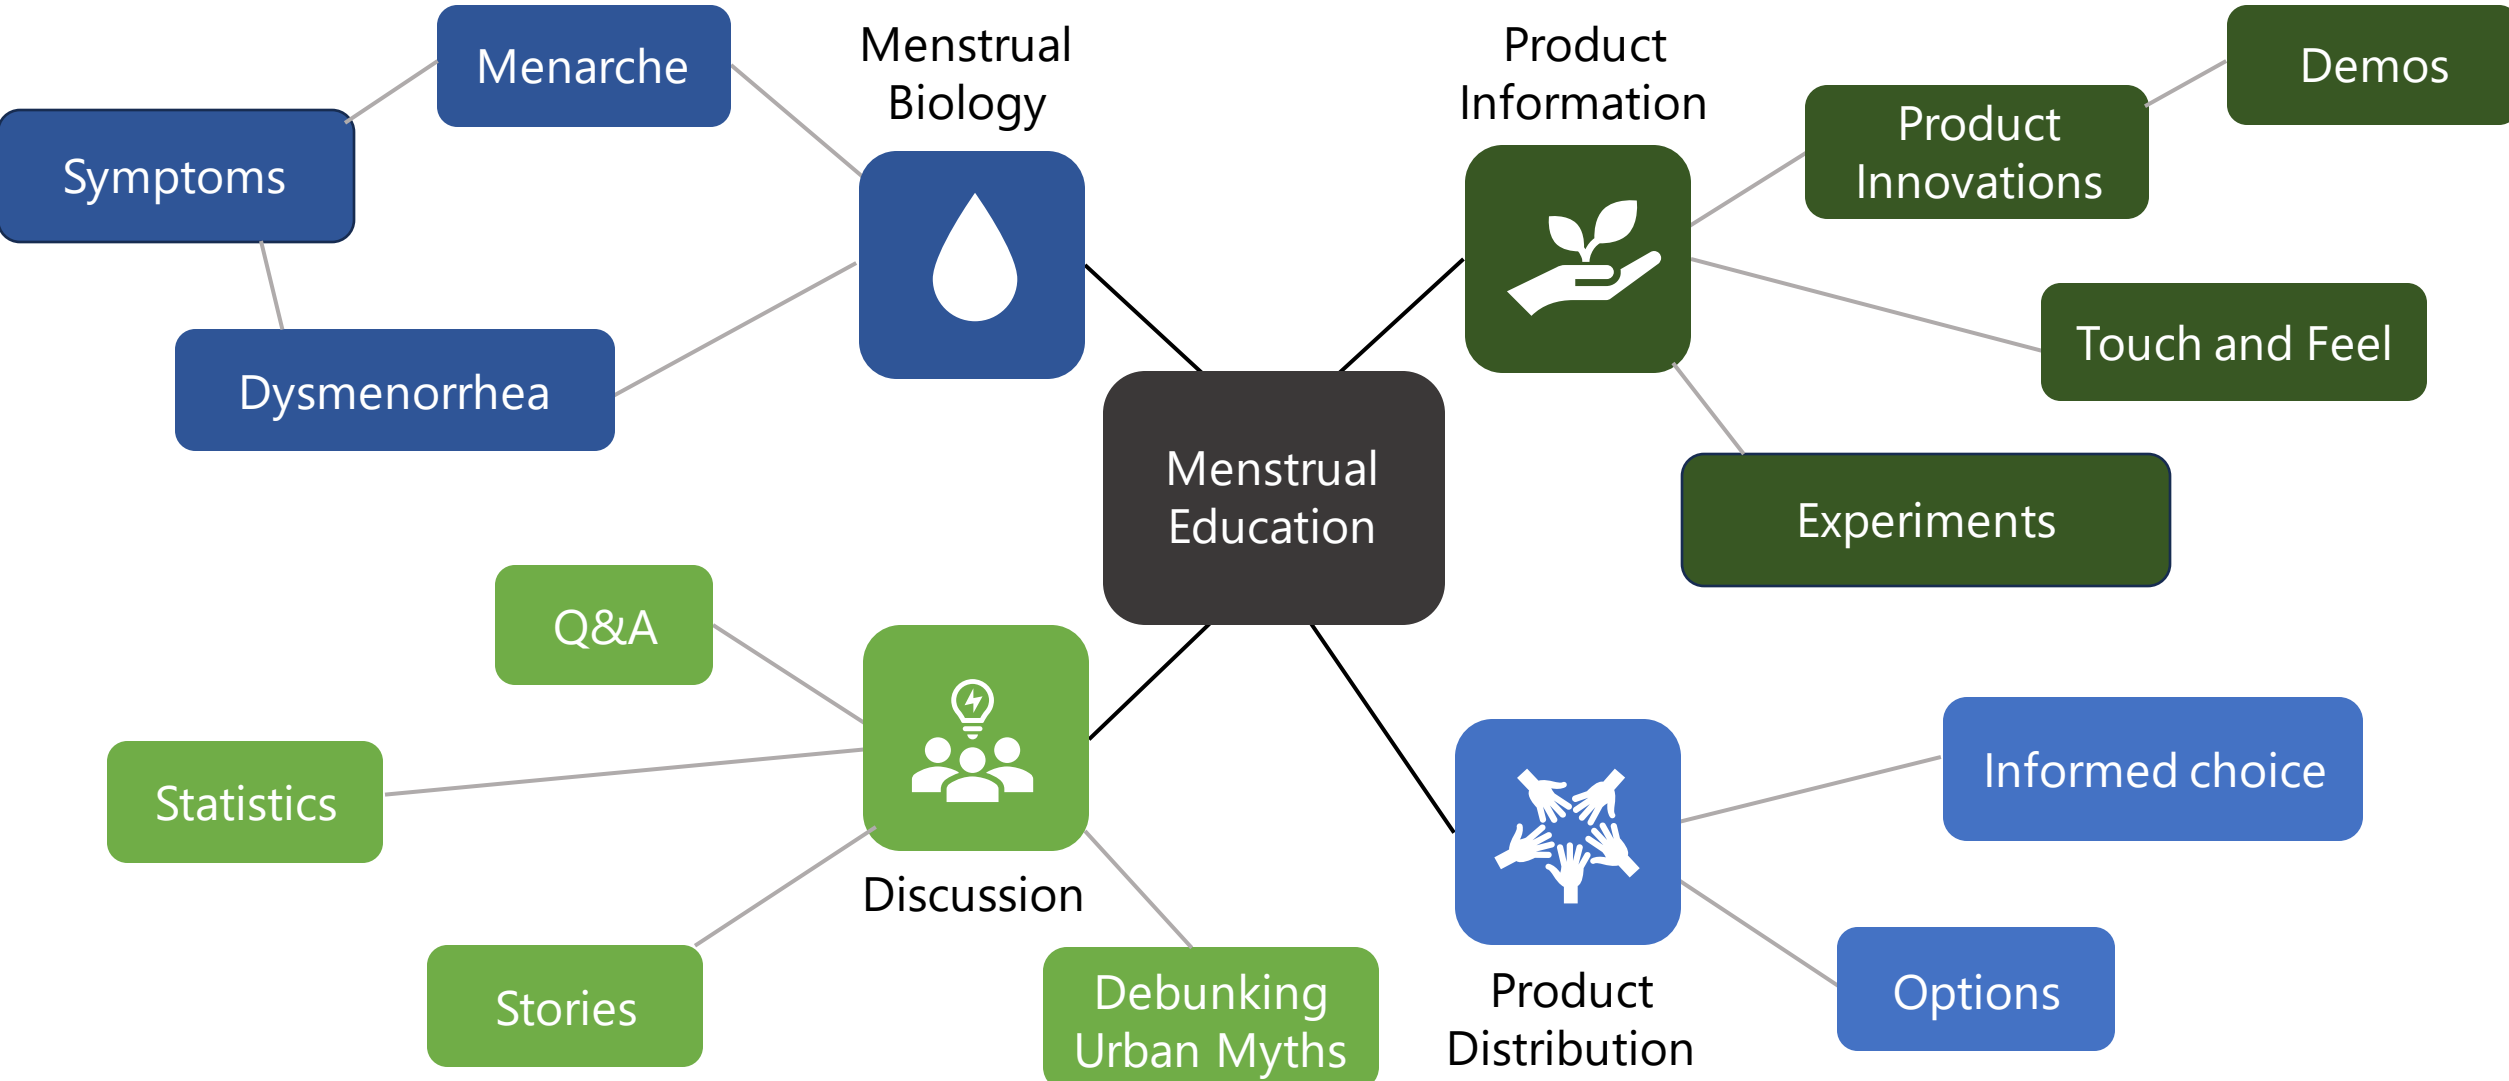 Menarche
Menstrual
Biology
Symptoms
Dysmenorrhea
Product
Information
Demos
Product
Innovations
Touch and Feel
Experiments
Menstrual
Education
Q&A
Statistics
Discussion
Stories
Debunking
Urban Myths
Informed choice
Options
Product
Distribution